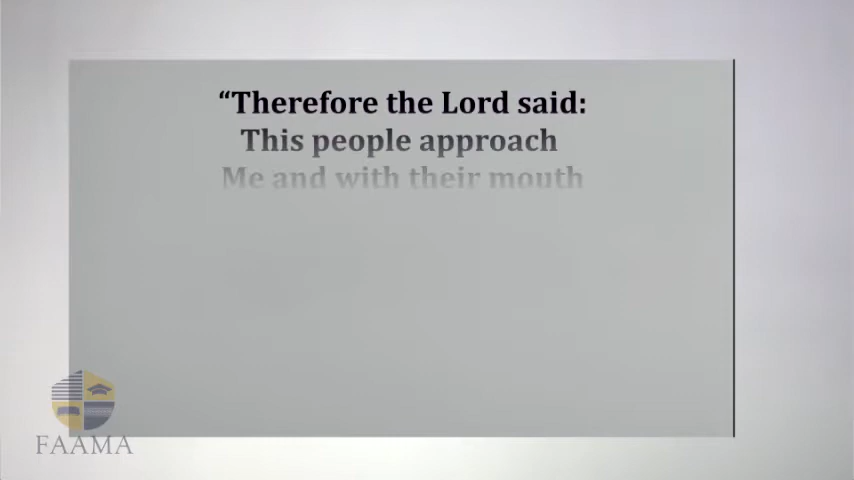 “Therefore the Lord said:
This people approach
Me and with their mouth
FAAMA